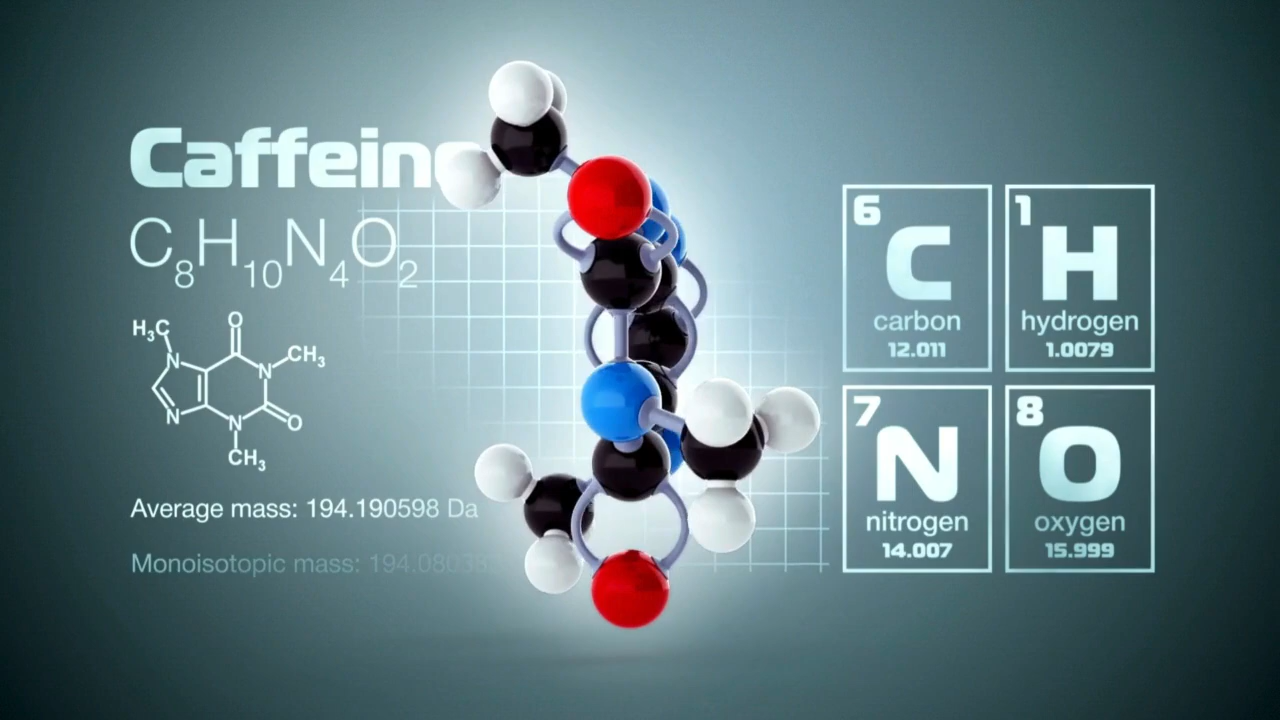 Caffeine
C8H10N4O2
H3C
O
N
N
CH3
N
N
O
CH3
Average mass: 194.190598 Da
Monoisotopic mass:
6
C
carbon
12.011
1
H
hydrogen
1.0079
7
N
nitrogen
14.007
8
O
oxygen
15.999